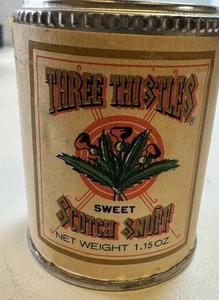 THREE THISTLES
®
SWEET
SCOTCH SNUFF
NET WEIGHT 1.15 OZ